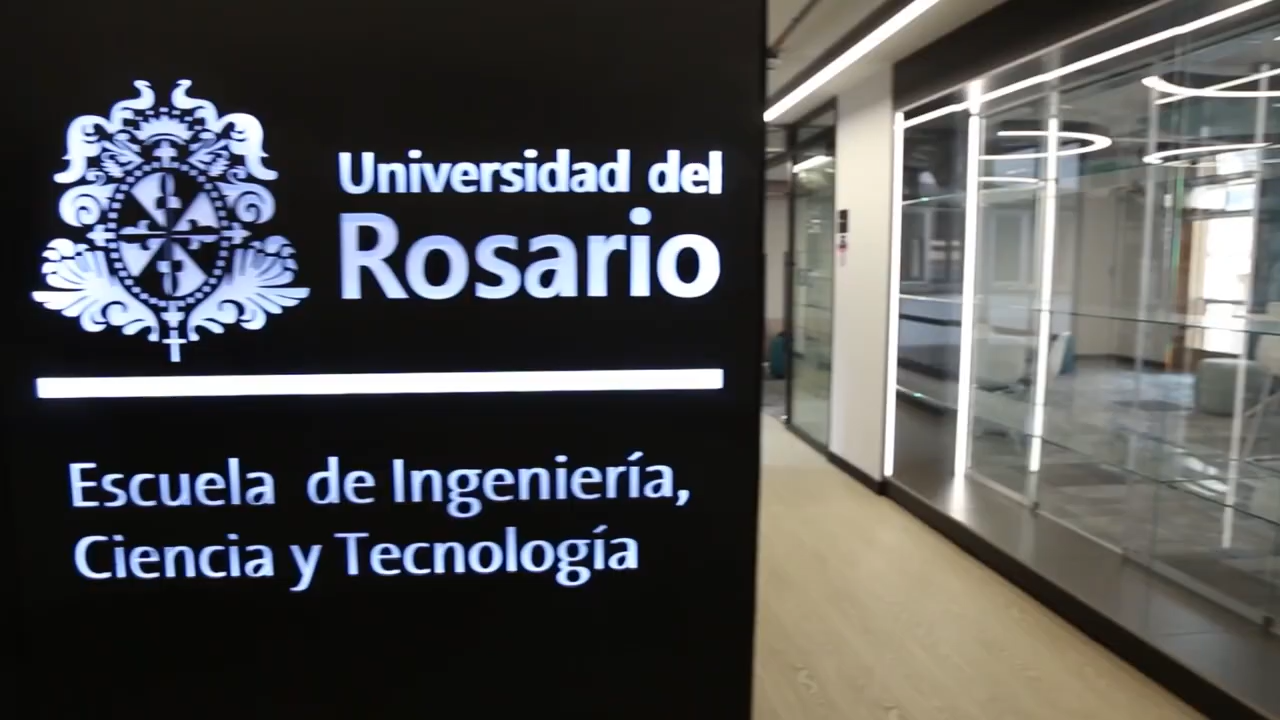 Universidad del
Rosario
Escuela de Ingeniería,
Ciencia y Tecnología